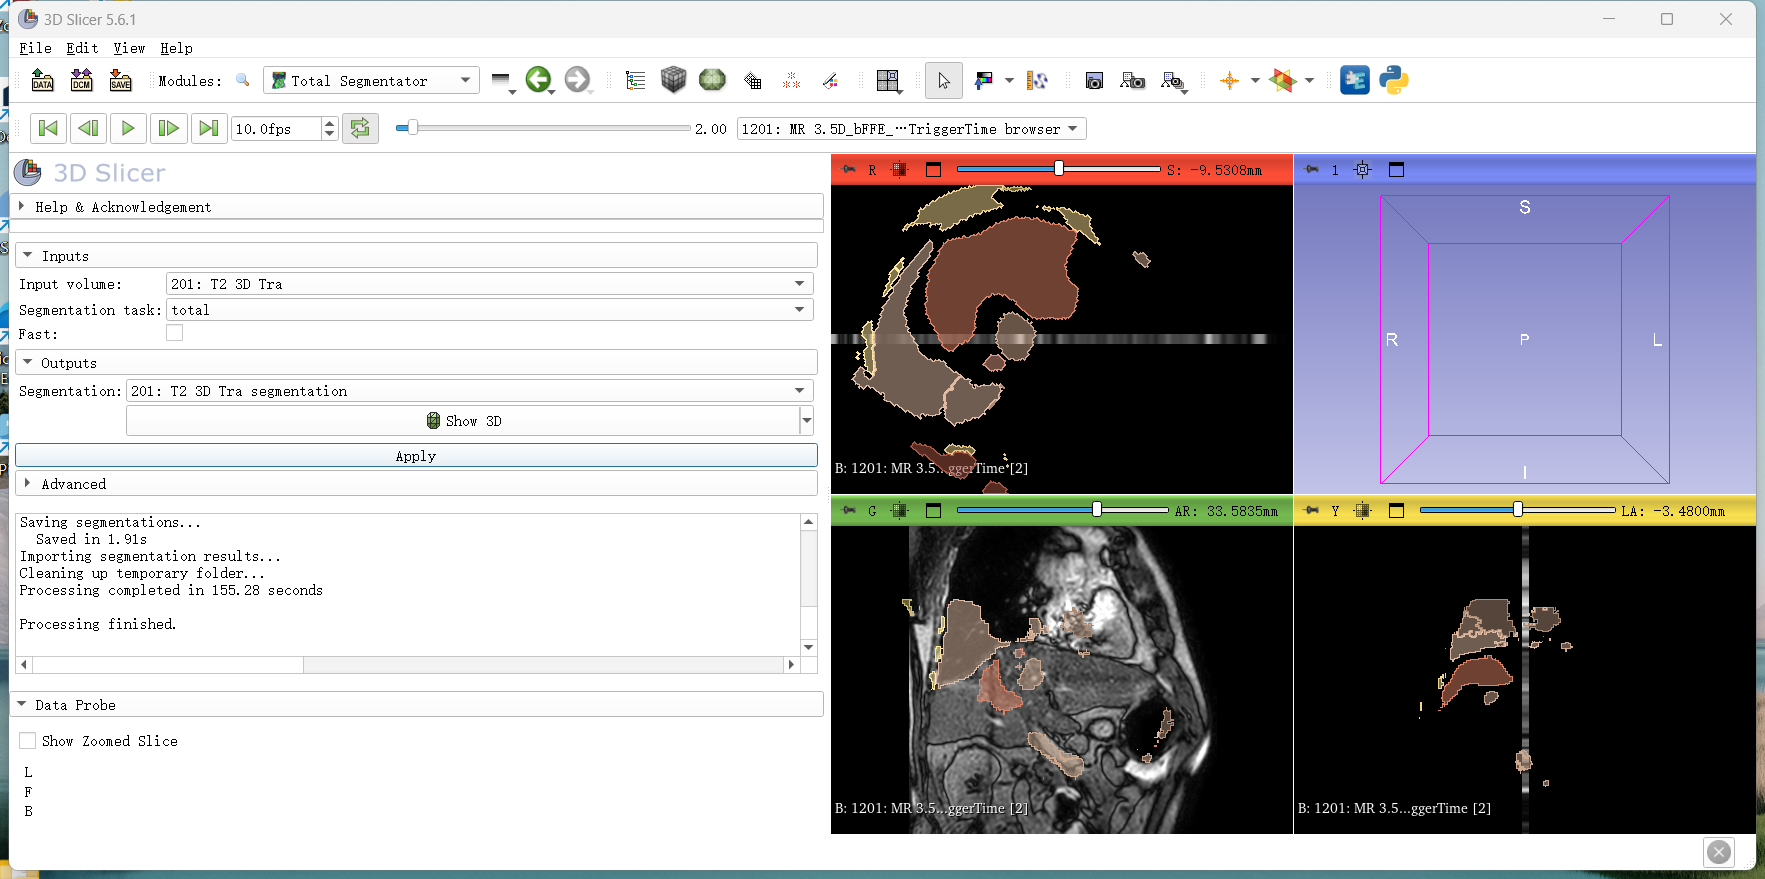 3D Slicer 5.6.1
File Edit View Help
DATA DCM SAVE Modules: Total Segmentator
10.0fps 2.00 1201: MR 3.5D_bFFE_⋯TriggerTime browser
3D Slicer
Help & Acknowledgement
Inputs
Input volume: 201: T2 3D Tra
Segmentation task: total
Fast:
Outputs
Segmentation: 201: T2 3D Tra segmentation
Show 3D
Apply
Advanced
Saving segmentations...
Saved in 1.91s
Importing segmentation results...
Cleaning up temporary folder...
Processing completed in 155.28 seconds
Processing finished.
Data Probe
Show Zoomed Slice
L
F
B
R S: -9.5308mm
B: 1201: MR 3.5...ggerTime [2]
1
S
R P L
I
G AR: 33.5835mm
B: 1201: MR 3.5...ggerTime [2]
Y LA: -3.4800mm
B: 1201: MR 3.5...ggerTime [2]